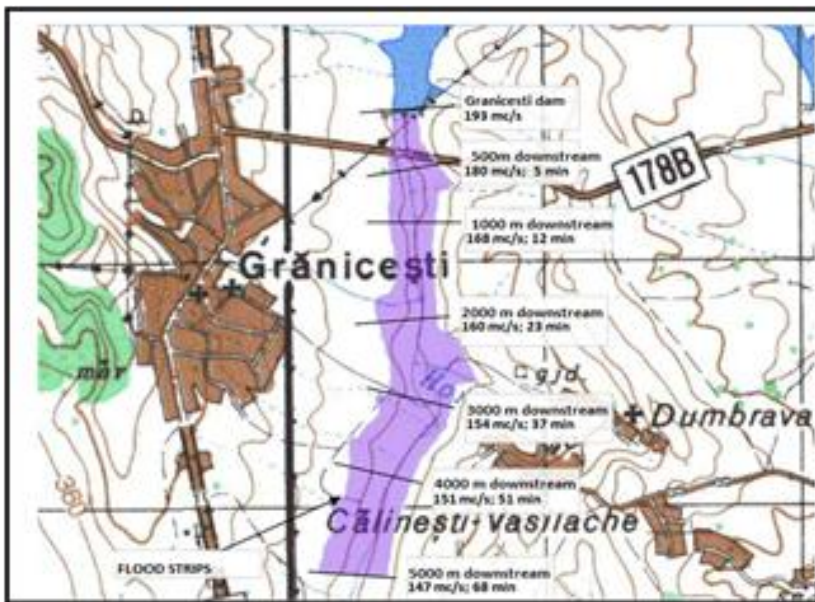 Granicesti dam
193 mc/s
500m downstream
180 mc/s; 5 min
178B
1000 m downstream
168 mc/s; 12 min
Grănicești
2000 m downstream
160 mc/s; 23 min
g.j.d.
măr
3000 m downstream
154 mc/s; 37 min
Dumbrava
4000 m downstream
151 mc/s; 51 min
Călinești-Vasilache
FLOOD STRIPS
5000 m downstream
147 mc/s; 68 min